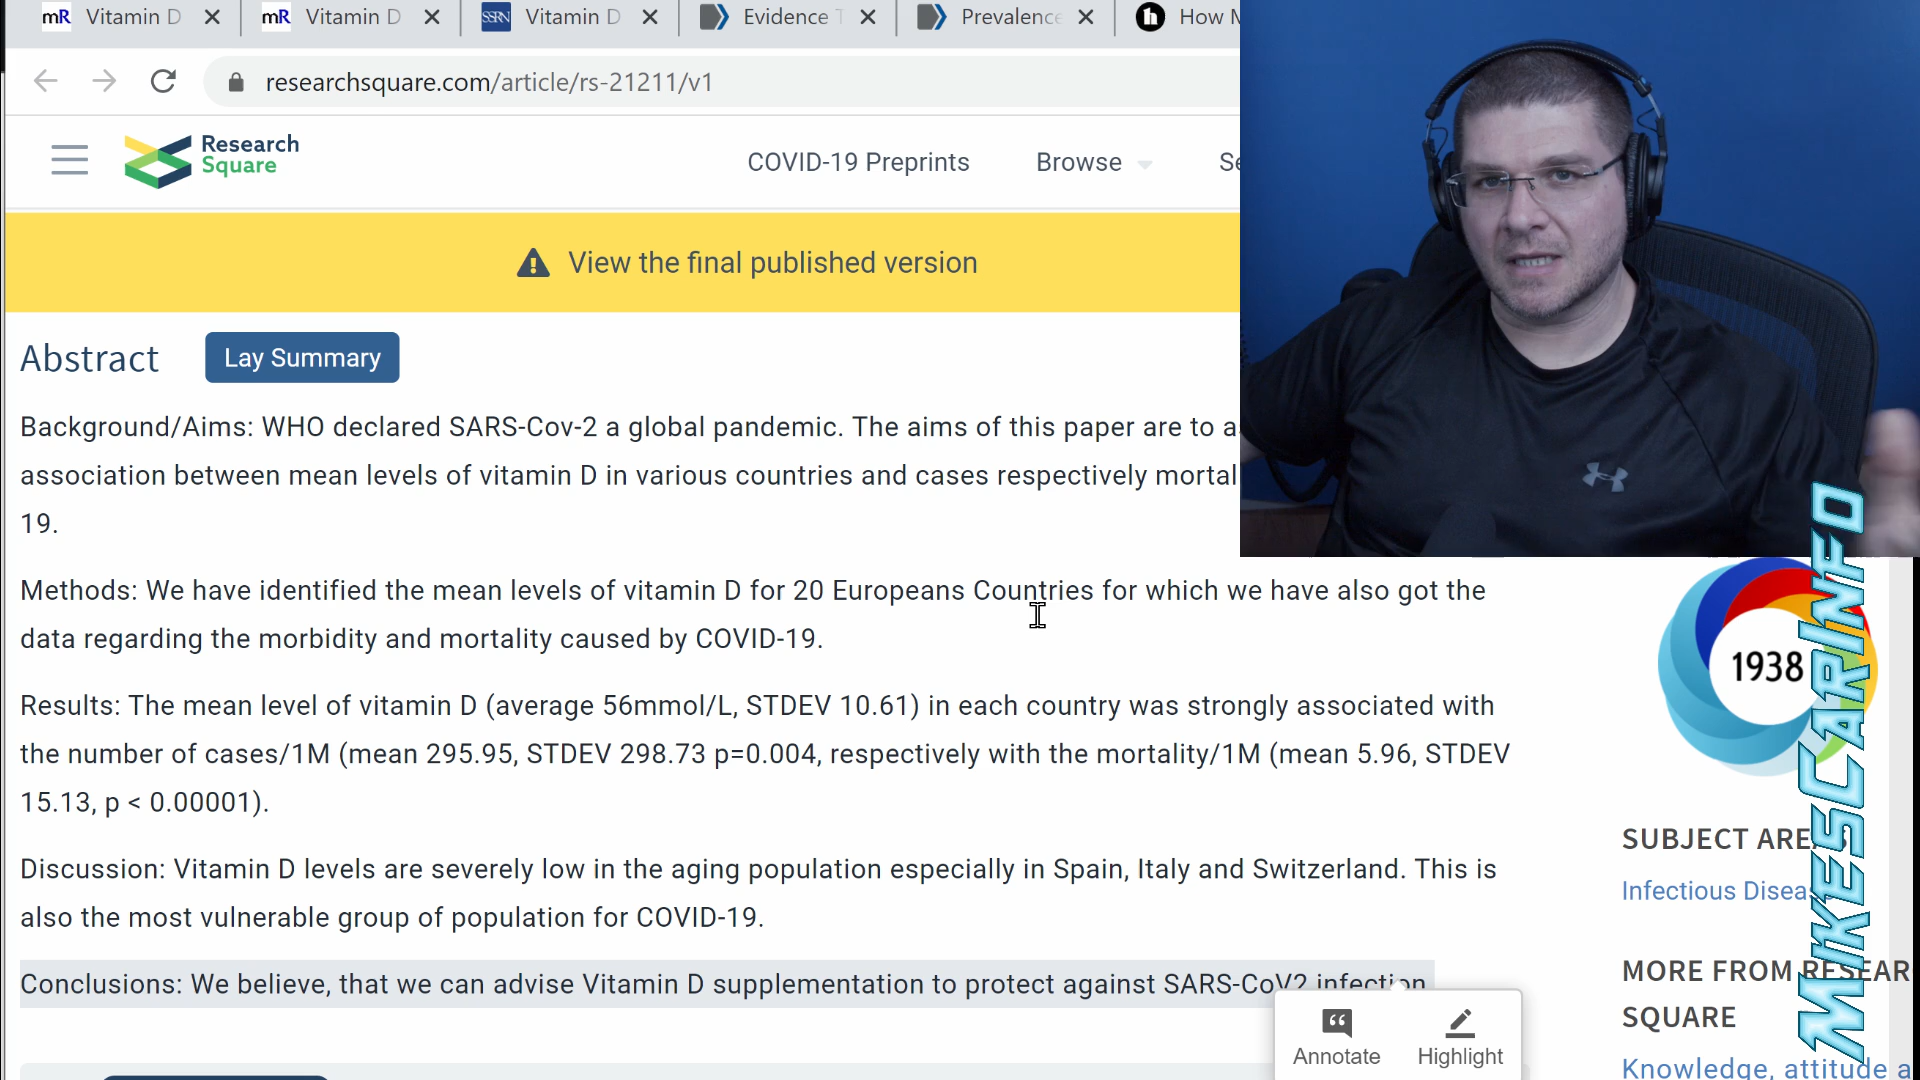 mR Vitamin D
mR Vitamin D
SSRN Vitamin D
Evidence T
Prevalence
How M
researchsquare.com/article/rs-21211/v1
Research
Square
COVID-19 Preprints
Browse
Se
View the final published version
Abstract
Lay Summary
Background/Aims: WHO declared SARS-Cov-2 a global pandemic. The aims of this paper are to a
association between mean levels of vitamin D in various countries and cases respectively mortal
19.
Methods: We have identified the mean levels of vitamin D for 20 Europeans Countries for which we have also got the
data regarding the morbidity and mortality caused by COVID-19.
Results: The mean level of vitamin D (average 56mmol/L, STDEV 10.61) in each country was strongly associated with
the number of cases/1M (mean 295.95, STDEV 298.73 p=0.004, respectively with the mortality/1M (mean 5.96, STDEV
15.13, p < 0.00001).
Discussion: Vitamin D levels are severely low in the aging population especially in Spain, Italy and Switzerland. This is
also the most vulnerable group of population for COVID-19.
Conclusions: We believe, that we can advise Vitamin D supplementation to protect against SARS-CoV2 infection.
Annotate
Highlight
1938
SUBJECT ARE
Infectious Disea
MORE FROM RESEAR
SQUARE
Knowledge, attitude a
MIKESCARINFO